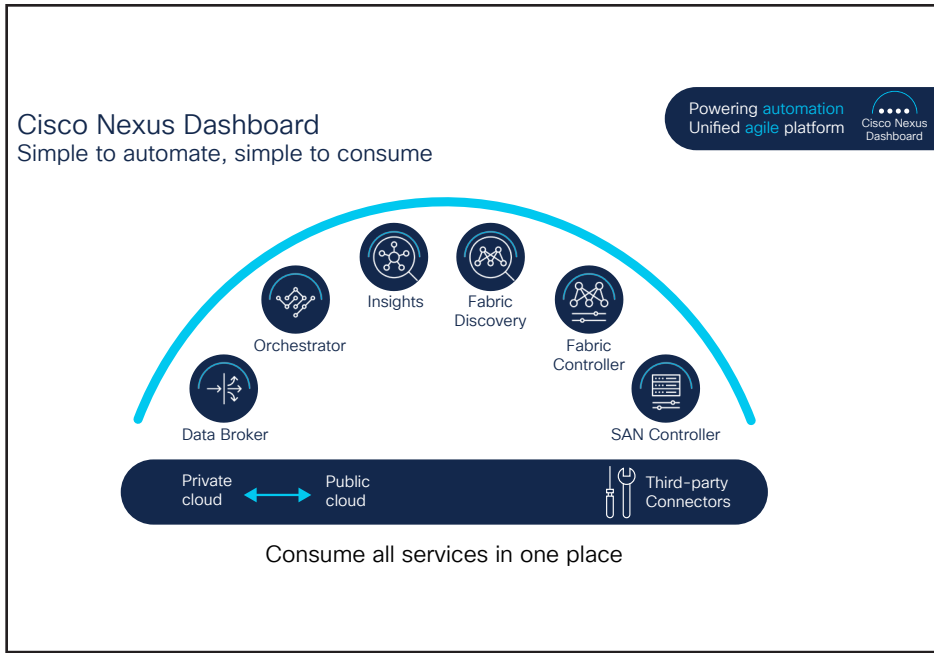 Cisco Nexus Dashboard
Simple to automate, simple to consume
Powering automation
Unified agile platform
Cisco Nexus
Dashboard
Insights
Fabric
Discovery
Orchestrator
Fabric
Controller
Data Broker
SAN Controller
Private
cloud
Public
cloud
Third-party
Connectors
Consume all services in one place